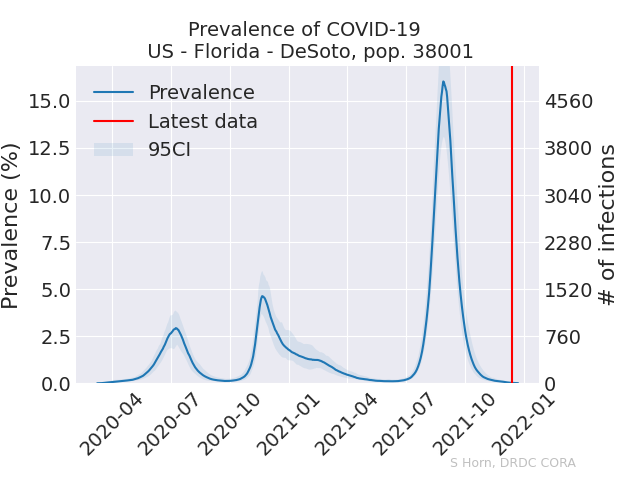 Prevalence of COVID-19
US - Florida - DeSoto, pop. 38001
Prevalence
Latest data
95CI
Prevalence (%)
15.0
12.5
10.0
7.5
5.0
2.5
0.0
4560
3800
3040
2280
1520
760
0
# of infections
2020-04
2020-07
2020-10
2021-01
2021-04
2021-07
2021-10
2022-01
S Horn, DRDC CORA